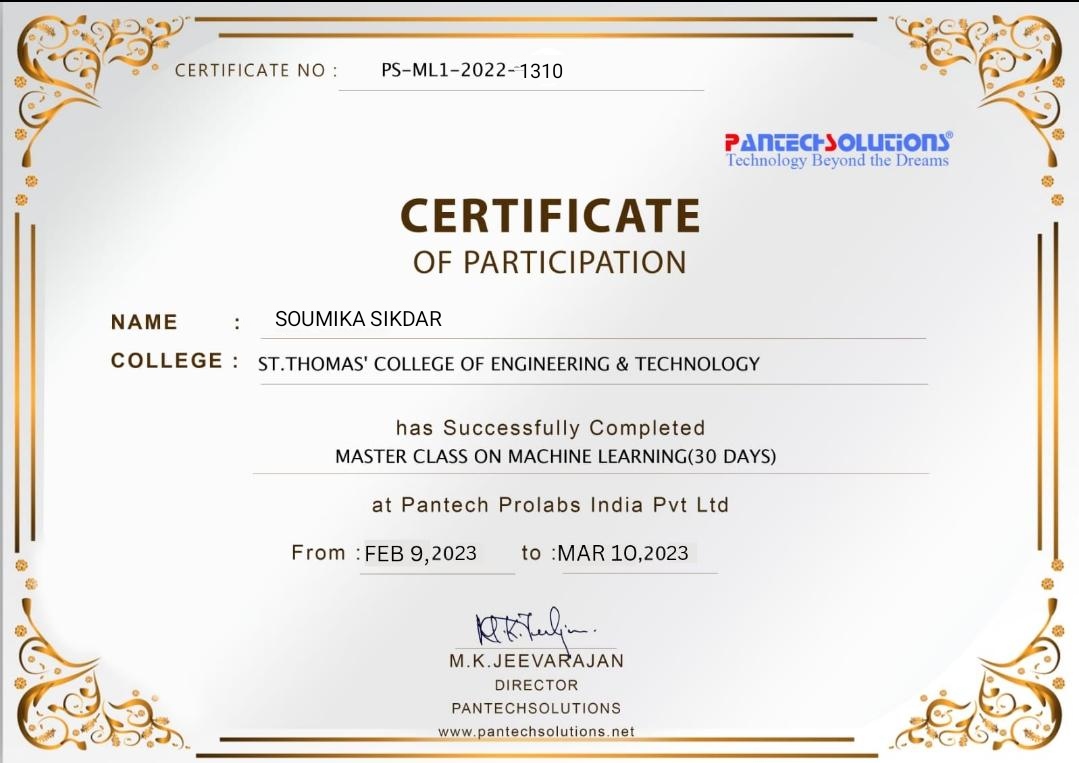 CERTIFICATE NO : PS-ML1-2022-1310
PANTECHSOLUTIONS®
Technology Beyond the Dreams
CERTIFICATE
OF PARTICIPATION
NAME : SOUMIKA SIKDAR
COLLEGE : ST.THOMAS' COLLEGE OF ENGINEERING & TECHNOLOGY
has Successfully Completed
MASTER CLASS ON MACHINE LEARNING(30 DAYS)
at Pantech Prolabs India Pvt Ltd
From : FEB 9,2023 to : MAR 10,2023
M.K.JEEVARAJAN
DIRECTOR
PANTECHSOLUTIONS
www.pantechsolutions.net